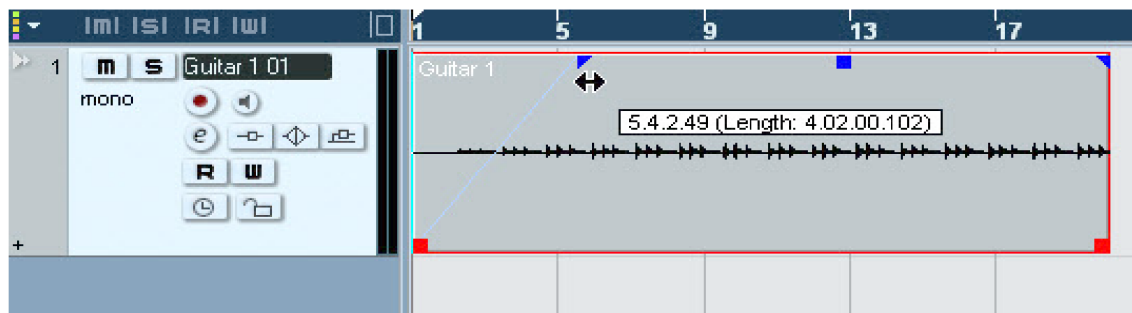 |m| |S| |R| |W| 1 5 9 13 17
1 m S Guitar 1 01 Guitar 1
mono
5.4.2.49 (Length: 4.02.00.102)
e
R W
+